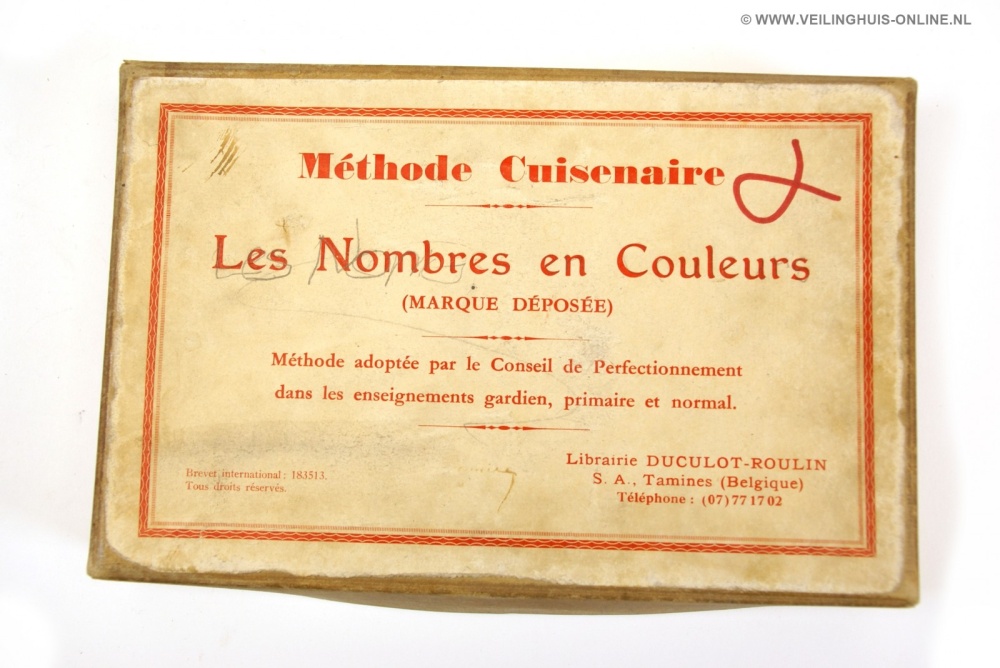 © WWW.VEILINGHUIS-ONLINE.NL
Méthode Cuisenaire
Les Nombres en Couleurs
(MARQUE DÉPOSÉE)
Méthode adoptée par le Conseil de Perfectionnement
dans les enseignements gardien, primaire et normal.
Brevet international : 183513.
Tous droits réservés.
Librairie DUCULOT-ROULIN
S. A., Tamines (Belgique)
Téléphone : (07) 77 17 02